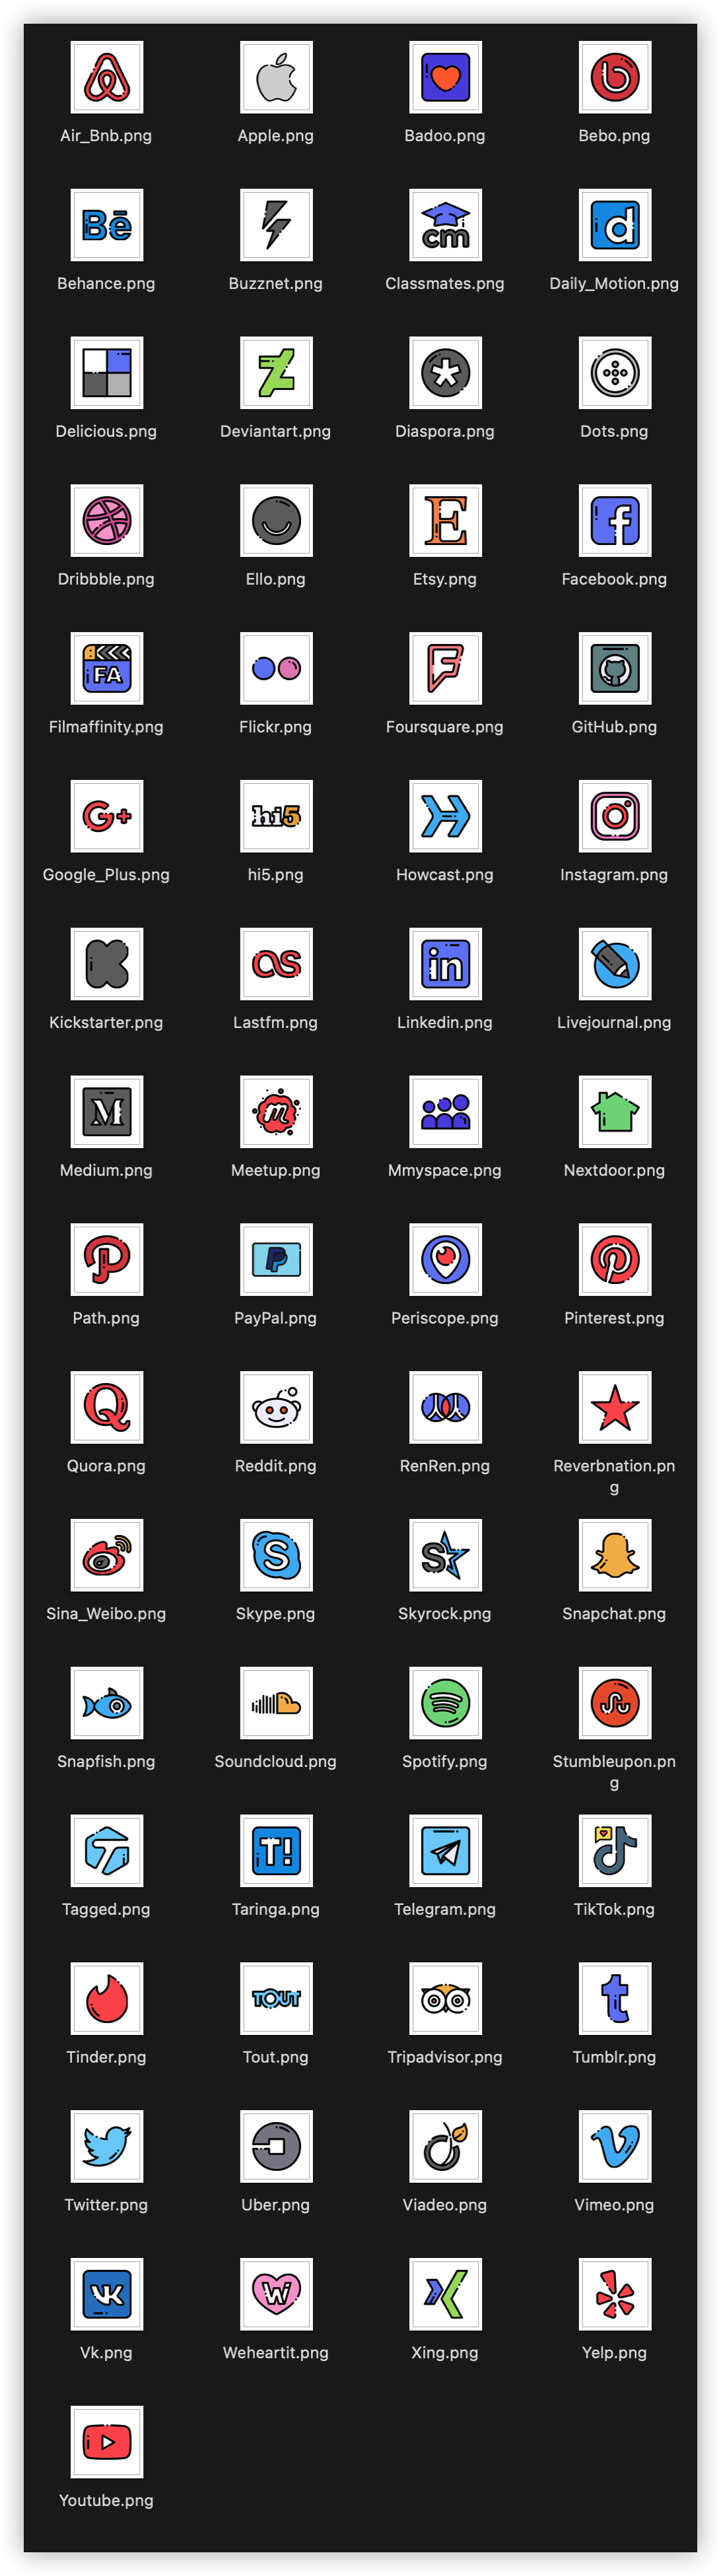 Air_Bnb.png Apple.png Badoo.png Bebo.png
Bē cm d
Behance.png Buzznet.png Classmates.png Daily_Motion.png
Delicious.png Deviantart.png Diaspora.png Dots.png
E f
Dribbble.png Ello.png Etsy.png Facebook.png
FA F
Filmaffinity.png Flickr.png Foursquare.png GitHub.png
G+ hi5
Google_Plus.png hi5.png Howcast.png Instagram.png
K as in
Kickstarter.png Lastfm.png Linkedin.png Livejournal.png
M m
Medium.png Meetup.png Mmyspace.png Nextdoor.png
P P
Path.png PayPal.png Periscope.png Pinterest.png
Q
Quora.png Reddit.png RenRen.png Reverbnation.pn
g
S S
Sina_Weibo.png Skype.png Skyrock.png Snapchat.png
Snapfish.png Soundcloud.png Spotify.png Stumbleupon.pn
g
T T!
Tagged.png Taringa.png Telegram.png TikTok.png
TOUT t
Tinder.png Tout.png Tripadvisor.png Tumblr.png
V
Twitter.png Uber.png Viadeo.png Vimeo.png
VK W
Vk.png Weheartit.png Xing.png Yelp.png
Youtube.png